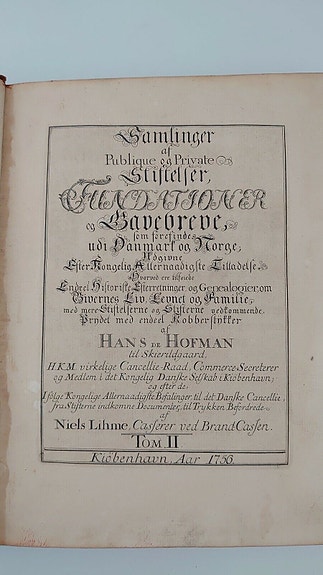 Samlinger
af
Publique og Private
Stiftelser,
FUNDATIONER
og Gavebreve,
som forefindes
udi Danmark og Norge,
Udgivne
Efter Kongelig Allernaadigste Tilladelse.
Hvorved ere tilføiede
Endeel Historiske Efterretninger og Genealogier om
Givernes Liv, Levnet og Familie,
med mere Stiftelserne og Stifterne vedkommende.
Prydet med endeel Kobberstykker
af
HANS DE HOFMAN
til Skierildgaard,
H.K.M. virkelige Cancellie-Raad, Commerce-Secreterer
og Medlem i det Kongelig Danske Selskab i Kiøbenhavn,
og efter de
I følge Kongelige Allernaadigste Befalinger til det Danske Cancellie,
fra Stifterne indkomne Documenter, til Trykken Befordrede
af
Niels Lihme, Casserer ved Brand Cassen.
TOM. II
Kiøbenhavn, Aar 1756.